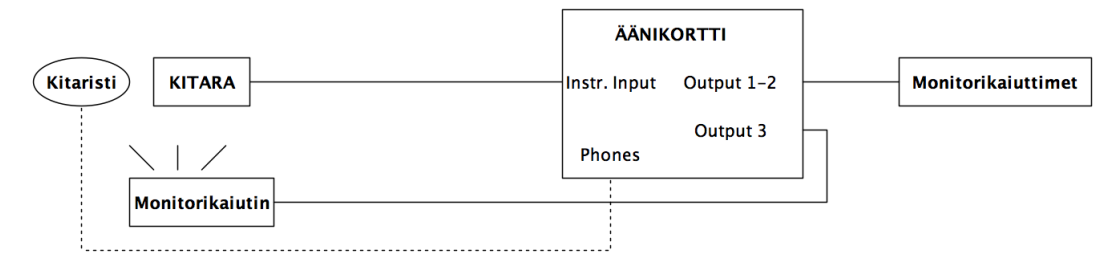 ÄÄNIKORTTI
Kitaristi KITARA Instr. Input Output 1–2 Monitorikaiuttimet
Output 3
Phones
Monitorikaiutin